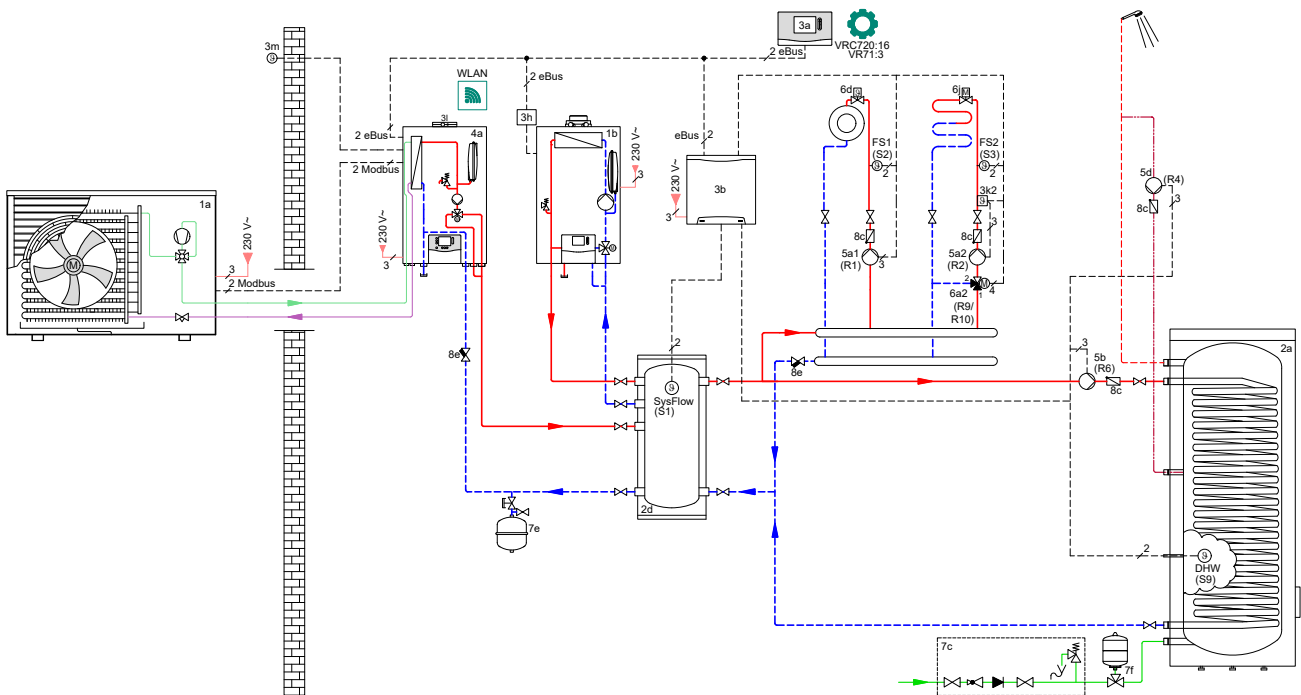 3a
VRC720:16
VR71:3
2 eBus
3m
2 eBus
WLAN
3h
3l
4a
1b
230 V~
3
eBus
2
230 V~
3
3b
2 eBus
2 Modbus
230 V~
3
1a
230 V~
3
2 Modbus
M
6d
6j
M
FS1
(S2)
2
FS2
(S3)
2
3k2
3
8c
8c
5a1
(R1)
3
5a2
(R2)
2
1
M
4
6a2
(R9/
R10)
5d
(R4)
3
8c
8e
8e
2
SysFlow
(S1)
2d
7e
3
5b
(R6)
8c
2a
2
DHW
(S9)
7c
7f